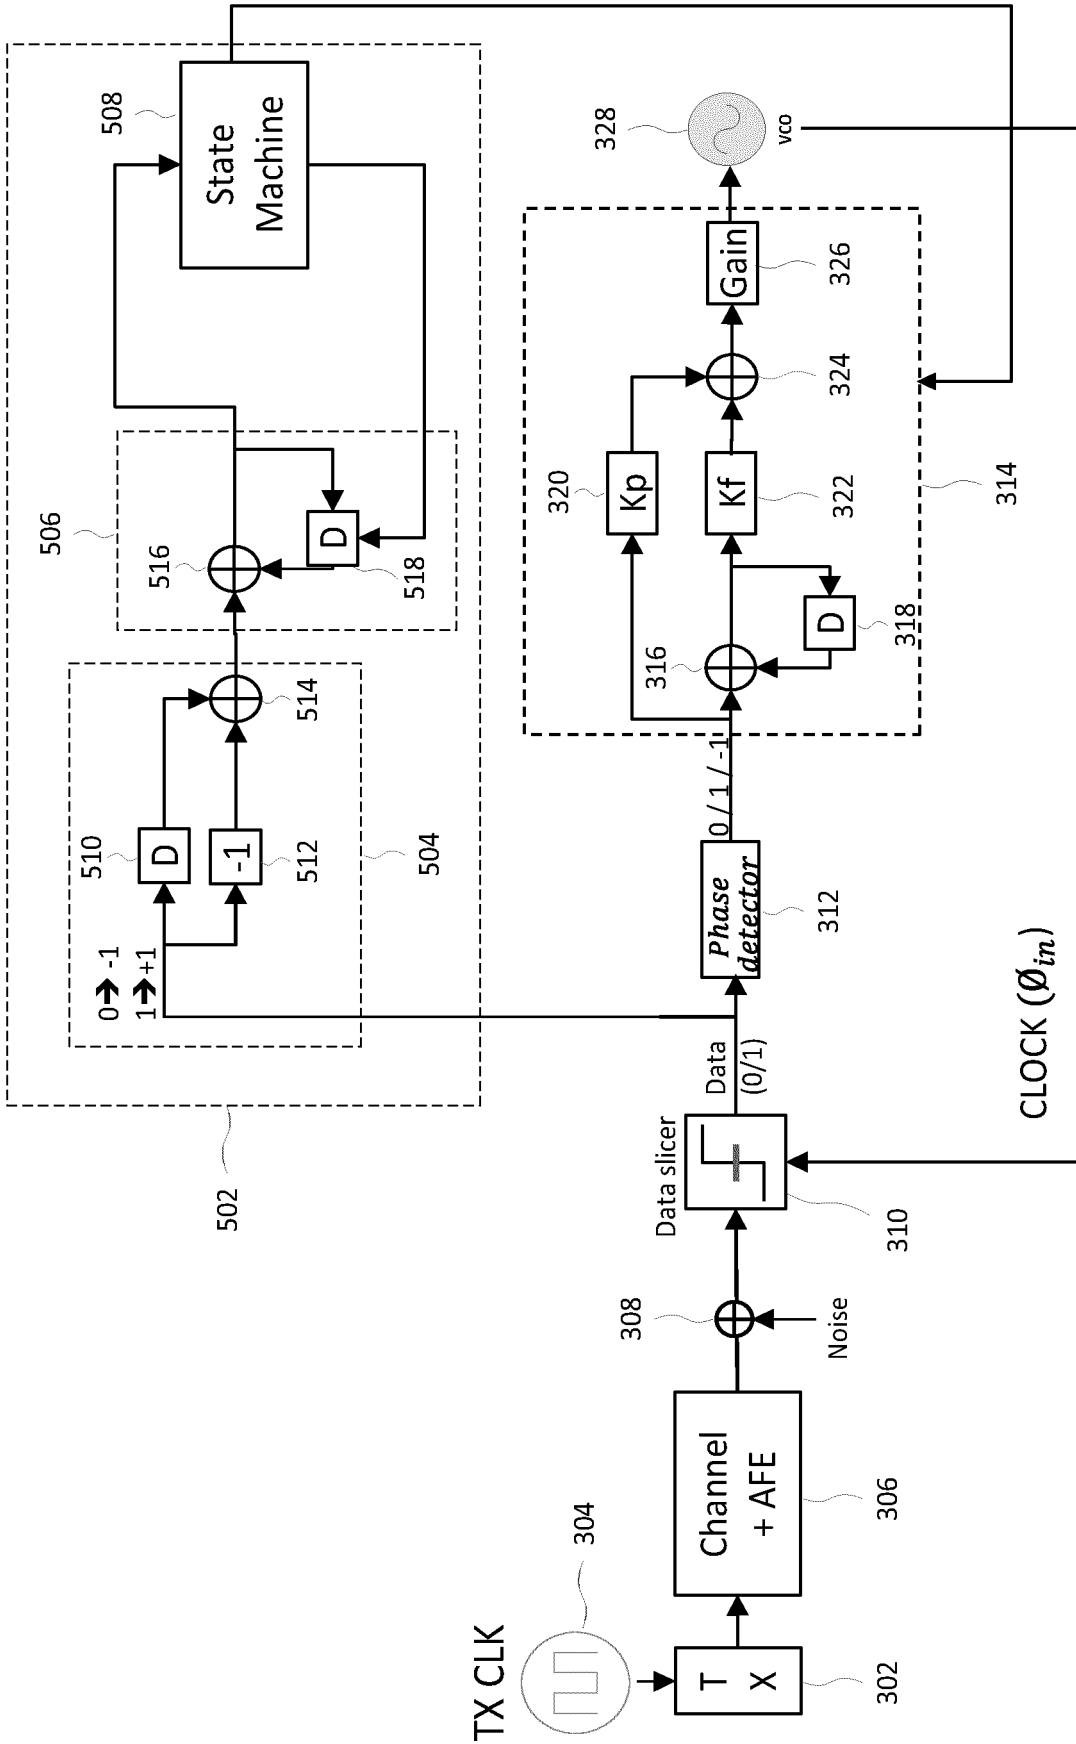 508
State
Machine
506
516
D
518
510
D
-1
512
514
504
0➔-1
1➔+1
502
328
vco
Gain
326
324
320
Kp
Kf
322
314
316
D
318
0 / 1 / -1
Phase
detector
312
Data
(0/1)
Data slicer
310
308
Noise
Channel
+ AFE
306
304
TX CLK
T
X
302
CLOCK (Ø_in)